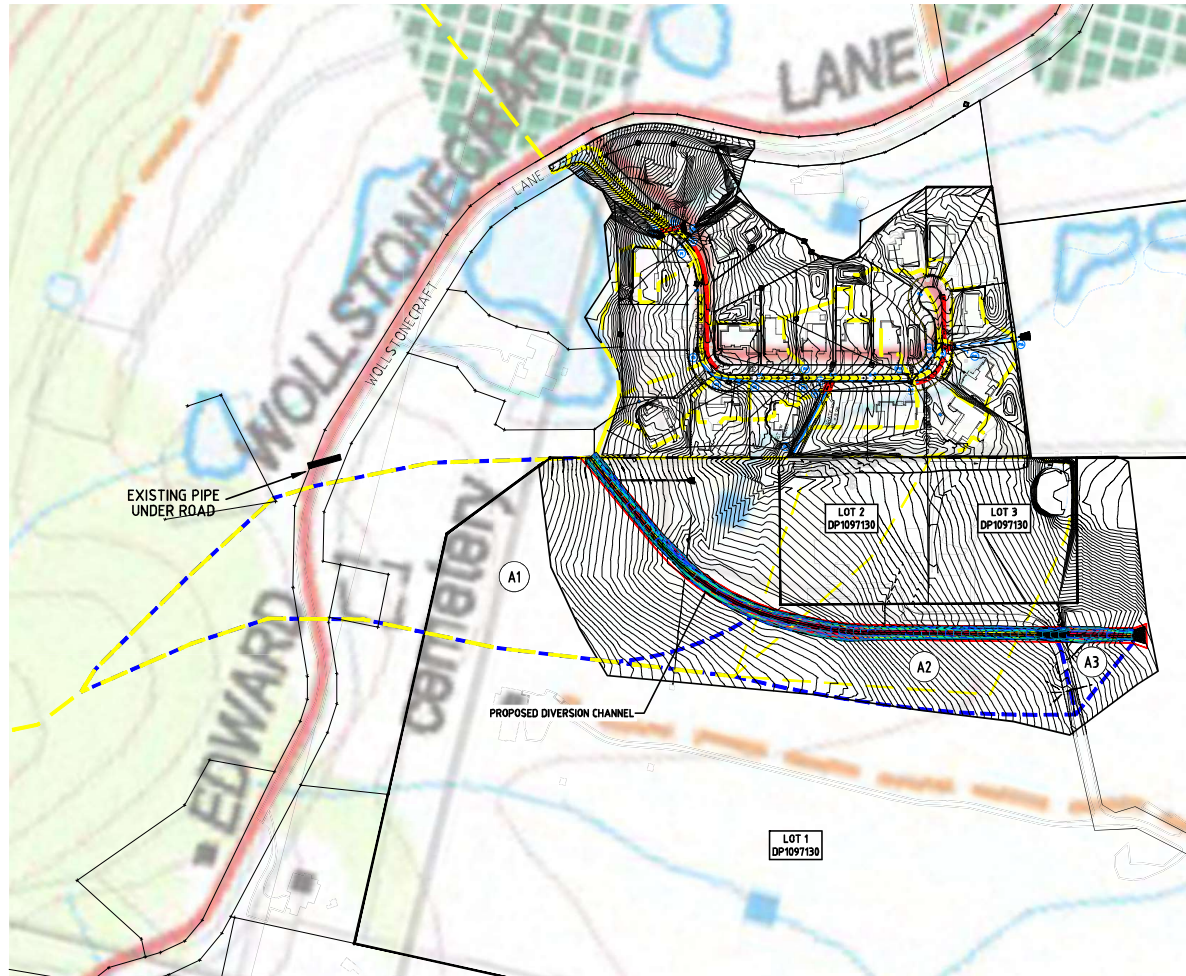 LANE
WOLLSTONECRAFT
LANE
WOLLSTONECRAFT
EXISTING PIPE
UNDER ROAD
LOT 2
DP1097130
LOT 3
DP1097130
A1
A2
A3
PROPOSED DIVERSION CHANNEL
EDWARD
cemetery
LOT 1
DP1097130